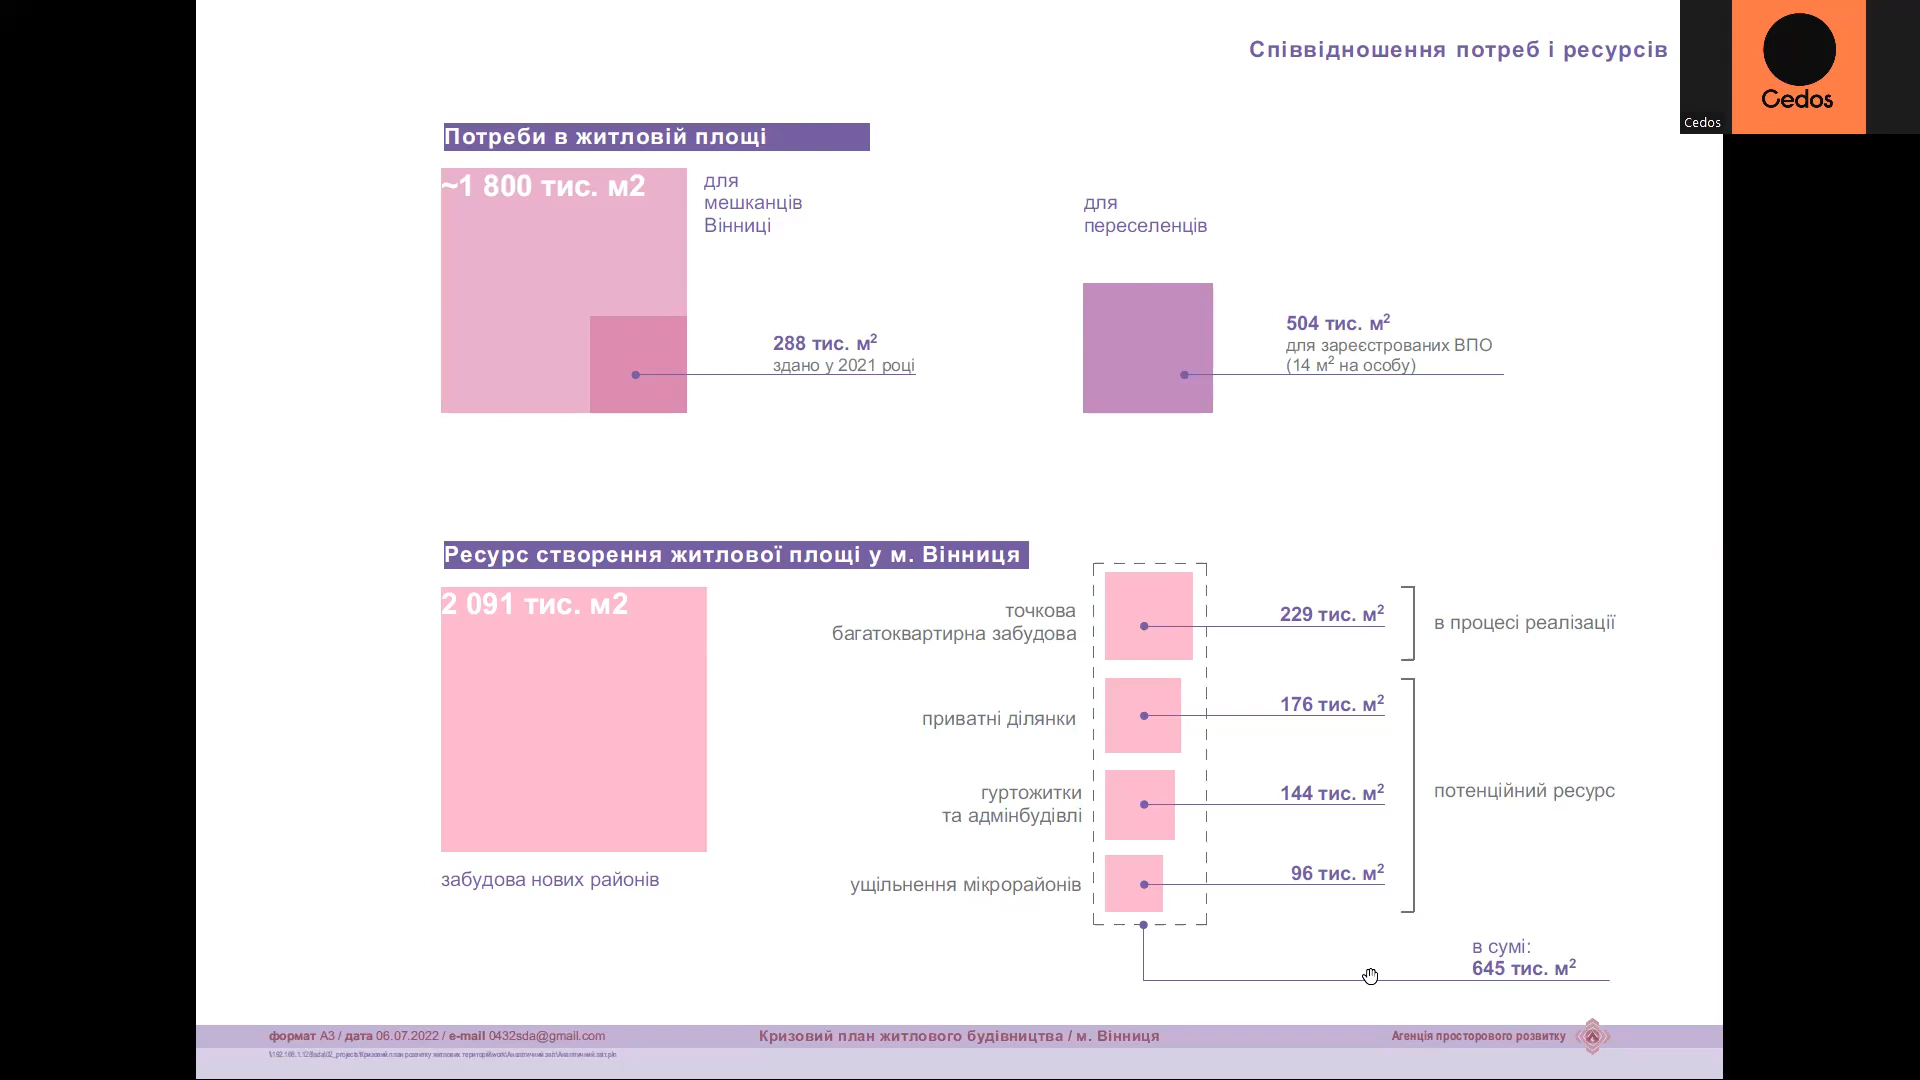 Співвідношення потреб і ресурсів
Cedos
Cedos
Потреби в житловій площі
~1 800 тис. м2
для
мешканців
Вінниці
288 тис. м²
здано у 2021 році
для
переселенців
504 тис. м²
для зареєстрованих ВПО
(14 м² на особу)
Ресурс створення житлової площі у м. Вінниця
2 091 тис. м2
забудова нових районів
точкова
багатоквартирна забудова
229 тис. м²
в процесі реалізації
приватні ділянки
176 тис. м²
гуртожитки
та адмінбудівлі
144 тис. м²
потенційний ресурс
ущільнення мікрорайонів
96 тис. м²
в сумі:
645 тис. м²
формат А3 / дата 06.07.2022 / e-mail 0432sda@gmail.com
Кризовий план житлового будівництва / м. Вінниця
Агенція просторового розвитку